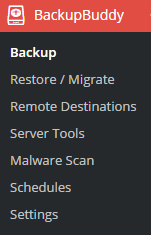 BackupBuddy
Backup
Restore / Migrate
Remote Destinations
Server Tools
Malware Scan
Schedules
Settings